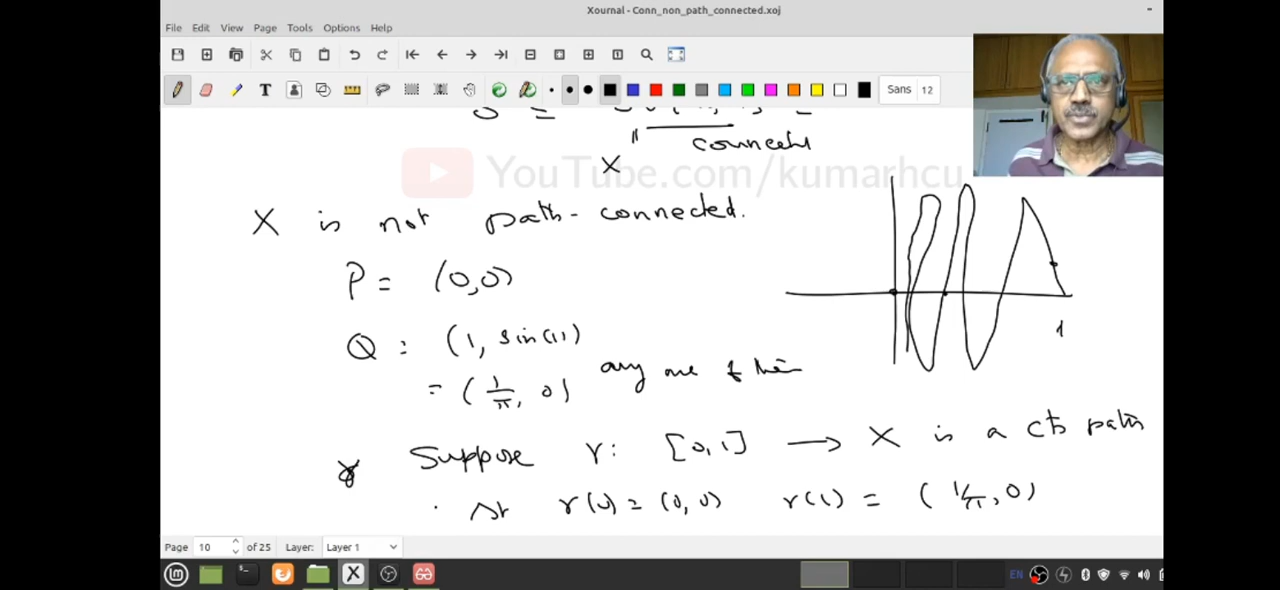 Xournal - Conn_non_path_connected.xoj
File Edit View Page Tools Options Help
Sans 12
connected
X
YouTube.com/kumarhcu
X is not path-connected.
P = (0,0)
Q = (1, sin(1))
= (1/π, 0) any one of
1
Suppose γ: [0,1] → X is a cts path
st γ(0) = (0,0) γ(1) = (1/π, 0)
Page 10 of 25 Layer: Layer 1
EN